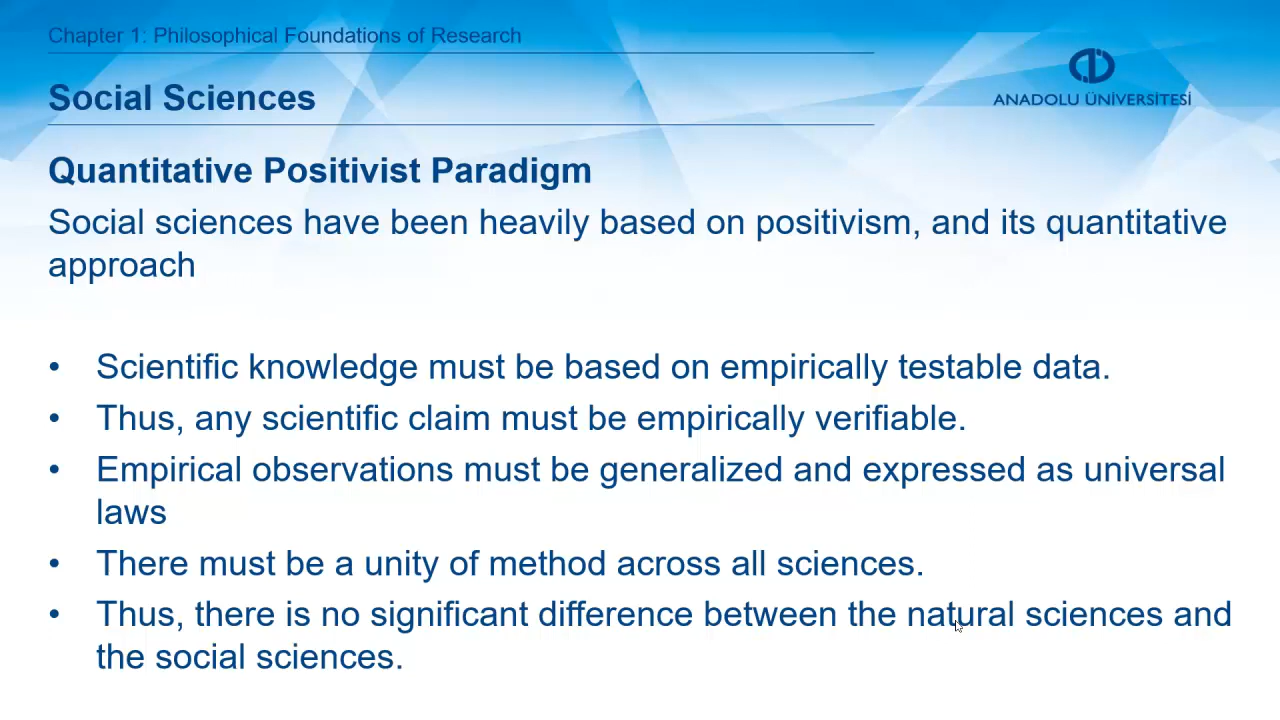 Chapter 1: Philosophical Foundations of Research
ANADOLU ÜNİVERSİTESİ
Social Sciences
Quantitative Positivist Paradigm
Social sciences have been heavily based on positivism, and its quantitative
approach
• Scientific knowledge must be based on empirically testable data.
• Thus, any scientific claim must be empirically verifiable.
• Empirical observations must be generalized and expressed as universal
laws
• There must be a unity of method across all sciences.
• Thus, there is no significant difference between the natural sciences and
the social sciences.